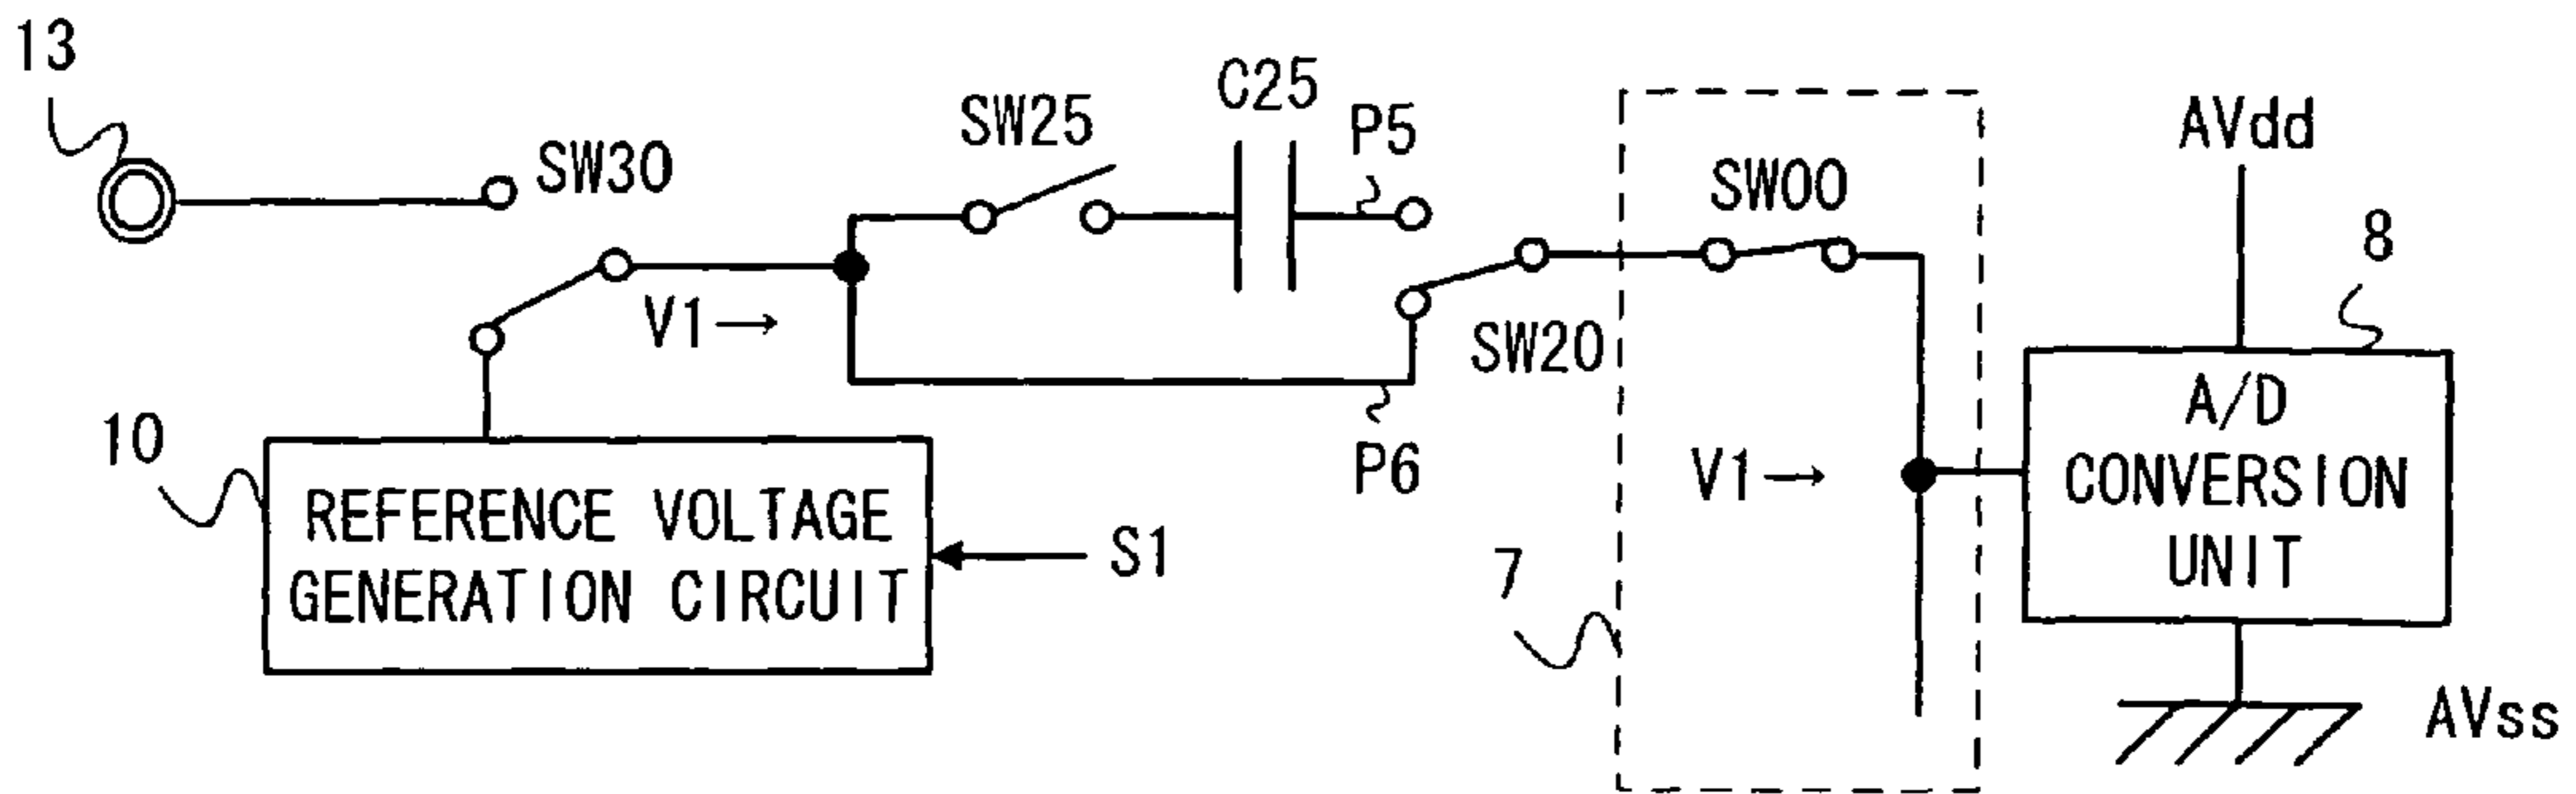 13
SW30
SW25
C25
P5
SW00
AVdd
8
V1→
SW20
A/D
CONVERSION
UNIT
10
REFERENCE VOLTAGE
GENERATION CIRCUIT
S1
P6
V1→
7
AVss